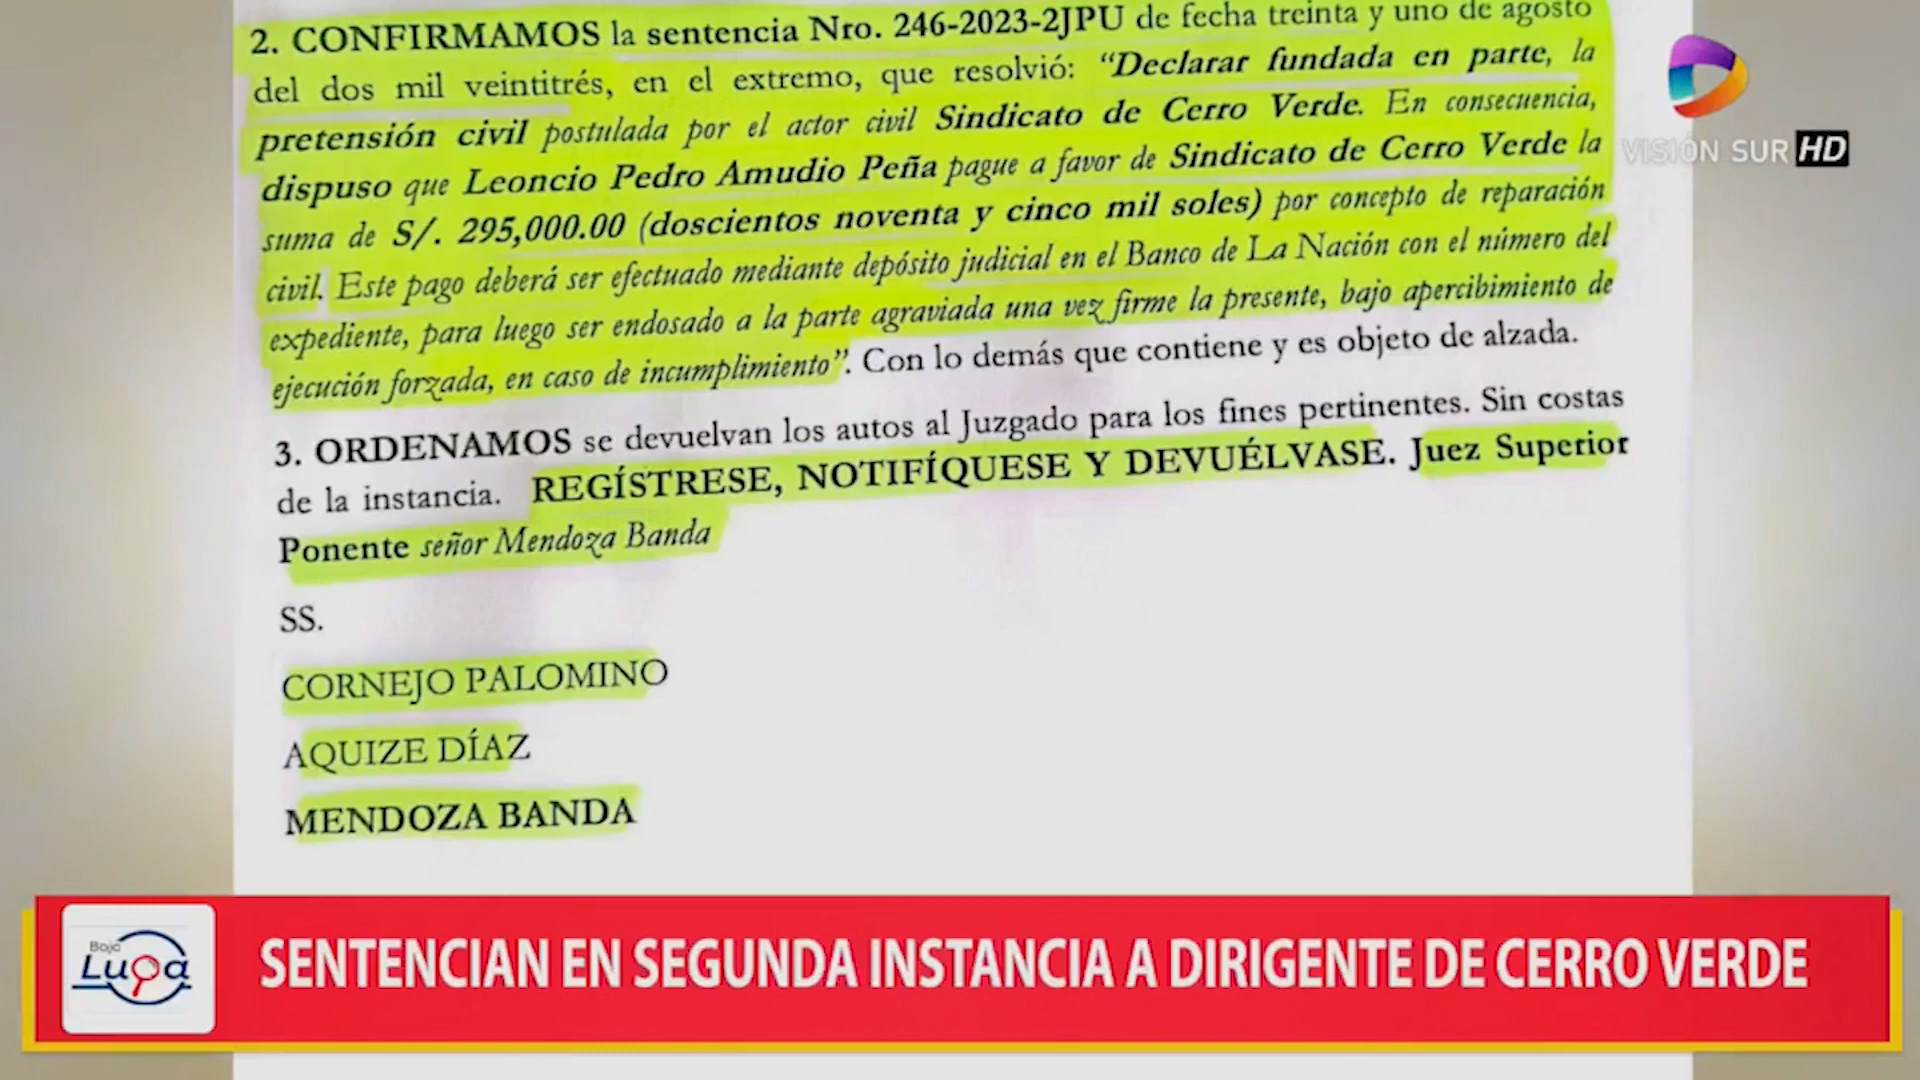 2. CONFIRMAMOS la sentencia Nro. 246-2023-2JPU de fecha treinta y uno de agosto
del dos mil veintitrés, en el extremo, que resolvió: “Declarar fundada en parte, la
pretensión civil postulada por el actor civil Sindicato de Cerro Verde. En consecuencia,
dispuso que Leoncio Pedro Amudio Peña pague a favor de Sindicato de Cerro Verde la
suma de S/. 295,000.00 (doscientos noventa y cinco mil soles) por concepto de reparación
civil. Este pago deberá ser efectuado mediante depósito judicial en el Banco de La Nación con el número del
expediente, para luego ser endosado a la parte agraviada una vez firme la presente, bajo apercibimiento de
ejecución forzada, en caso de incumplimiento”. Con lo demás que contiene y es objeto de alzada.
3. ORDENAMOS se devuelvan los autos al Juzgado para los fines pertinentes. Sin costas
de la instancia. REGÍSTRESE, NOTIFÍQUESE Y DEVUÉLVASE. Juez Superior
Ponente señor Mendoza Banda
SS.
CORNEJO PALOMINO
AQUIZE DÍAZ
MENDOZA BANDA
VISIÓN SUR HD
Bajo
Lupa
SENTENCIAN EN SEGUNDA INSTANCIA A DIRIGENTE DE CERRO VERDE